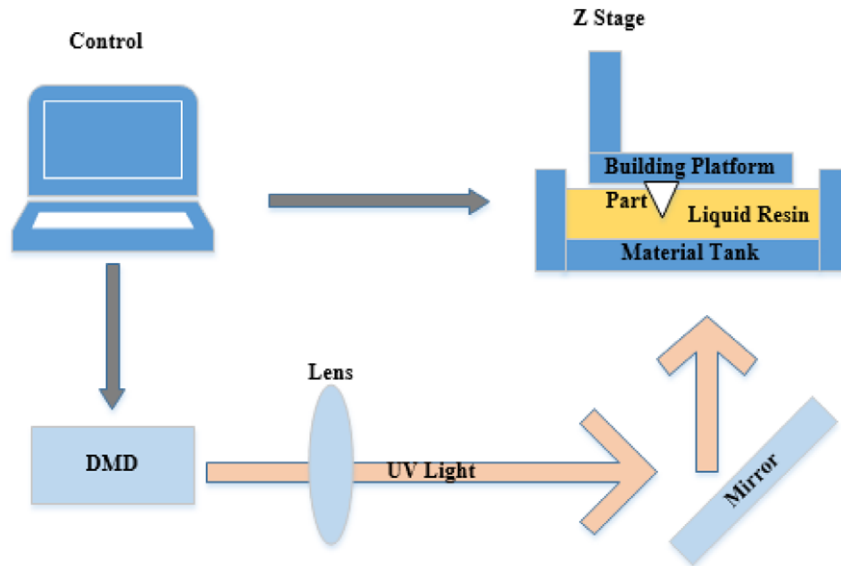 Z Stage
Control
Building Platform
Part
Liquid Resin
Material Tank
Lens
DMD
UV Light
Mirror